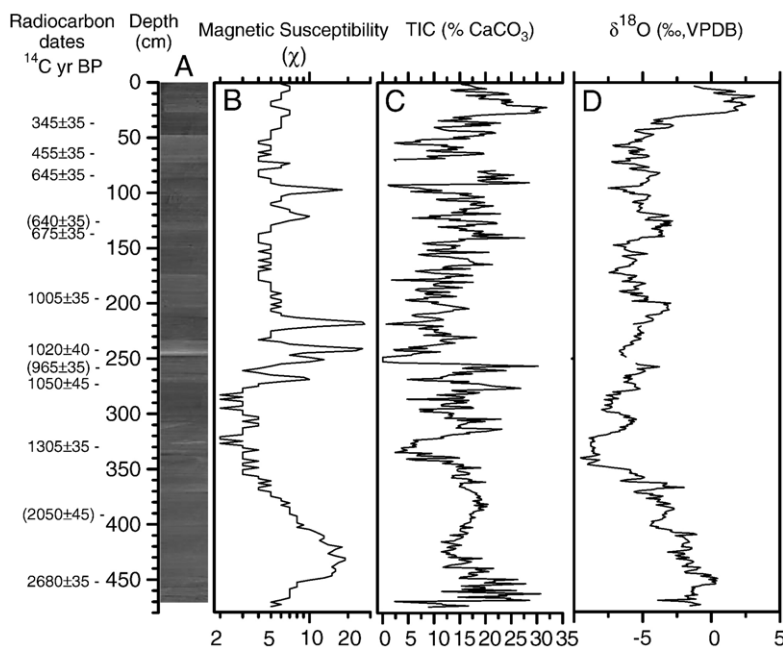 Radiocarbon dates ¹⁴C yr BP
Depth (cm)
A
Magnetic Susceptibility (χ)
TIC (% CaCO₃)
δ¹⁸O (‰,VPDB)
B
C
D
0
345±35 -
50
455±35 -
645±35 -
100
(640±35) -
675±35 -
150
1005±35 -
200
1020±40 -
250
(965±35) -
1050±45 -
300
1305±35 -
350
(2050±45) -
400
2680±35 -
450
2 5 10 20
0 5 10 15 20 25 30 35
-5 0 5